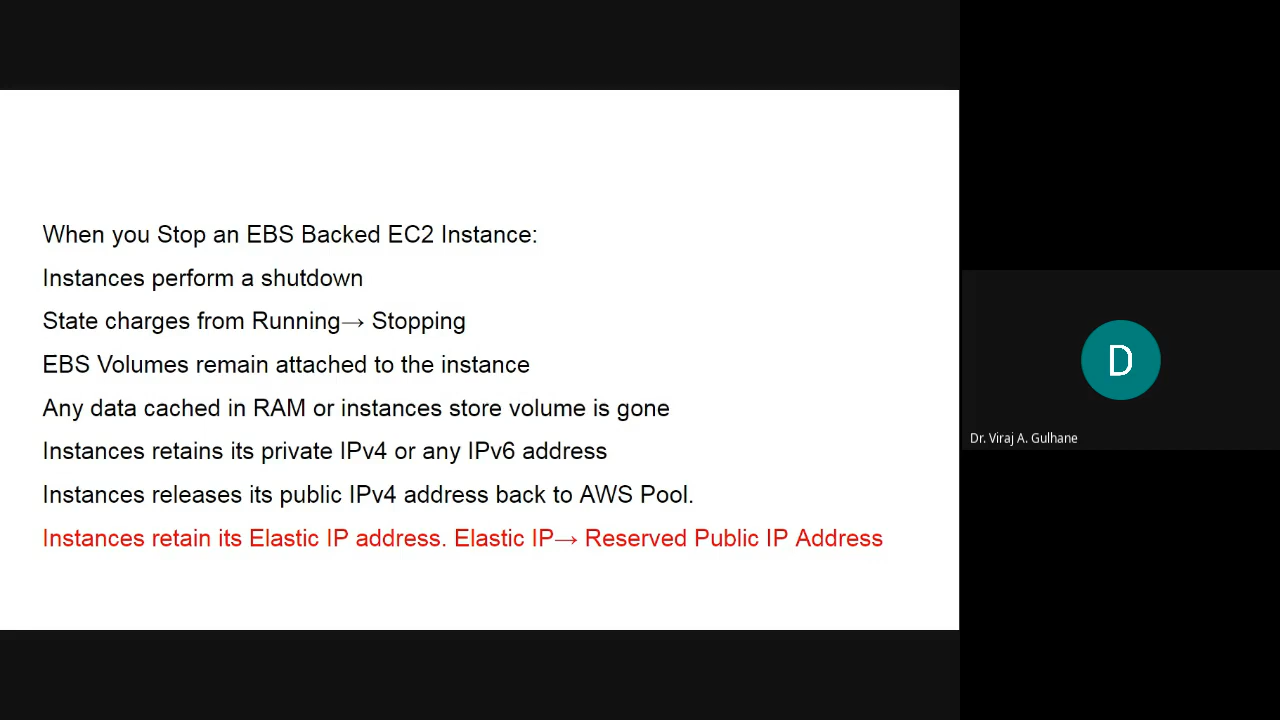 When you Stop an EBS Backed EC2 Instance:
Instances perform a shutdown
State charges from Running→ Stopping
EBS Volumes remain attached to the instance
Any data cached in RAM or instances store volume is gone
Instances retains its private IPv4 or any IPv6 address
Instances releases its public IPv4 address back to AWS Pool.
Instances retain its Elastic IP address. Elastic IP→ Reserved Public IP Address
D
Dr. Viraj A. Gulhane